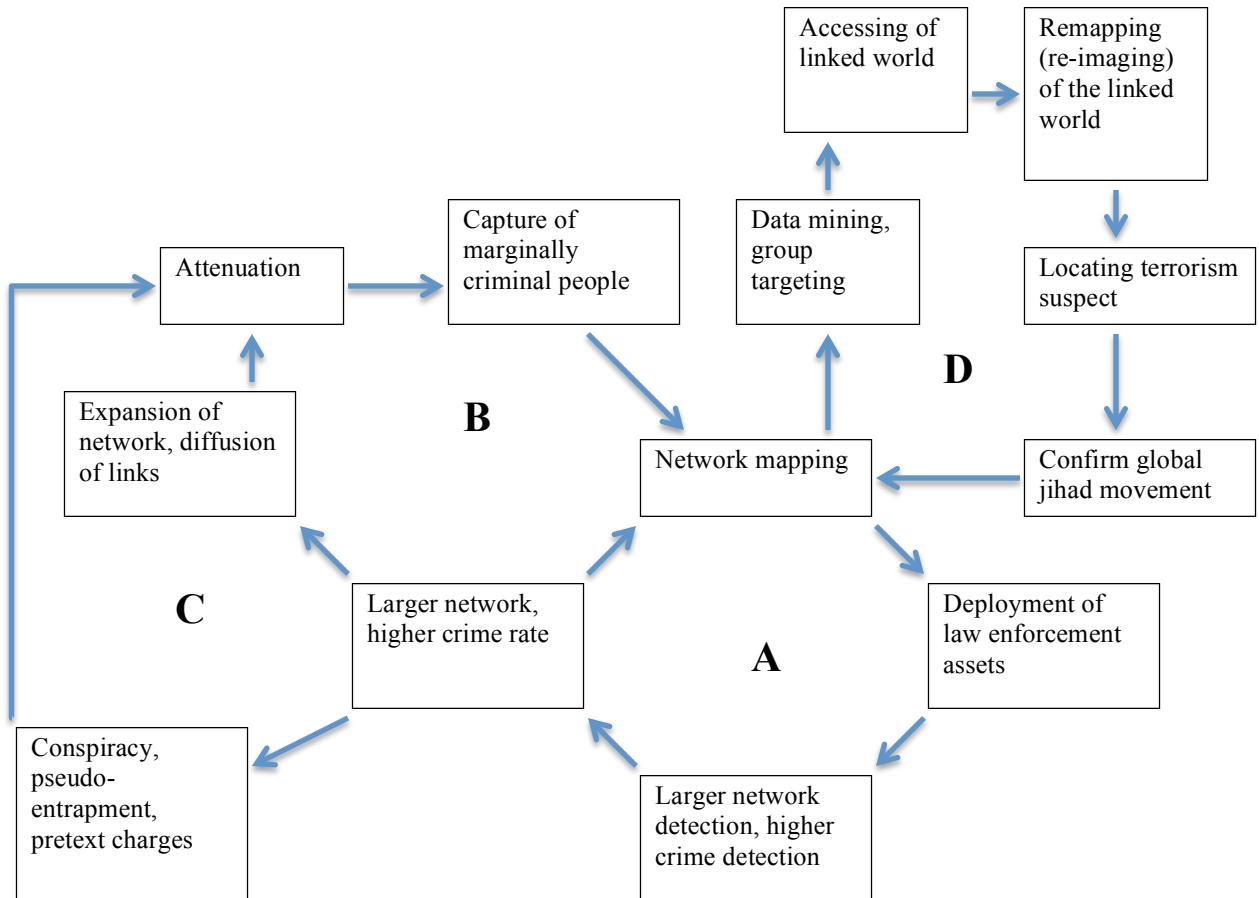 Accessing of
linked world
Remapping
(re-imaging)
of the linked
world
Capture of
marginally
criminal people
Data mining,
group
targeting
Attenuation
Locating terrorism
suspect
D
Expansion of
network, diffusion
of links
B
Network mapping
Confirm global
jihad movement
C
Larger network,
higher crime rate
A
Deployment of
law enforcement
assets
Conspiracy,
pseudo-
entrapment,
pretext charges
Larger network
detection, higher
crime detection